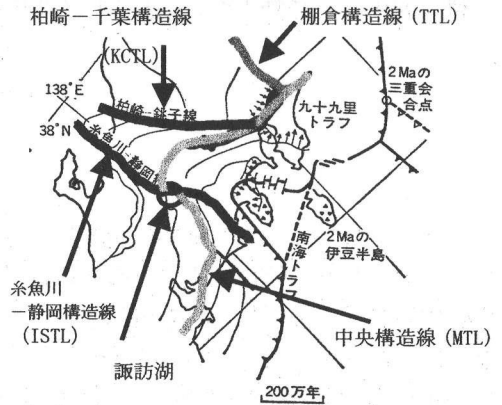 柏崎－千葉構造線
(KCTL)
棚倉構造線 (TTL)
138°E
38°N
柏崎－銚子線
糸魚川－静岡
九十九里
トラフ
2Maの
三重会
合点
南海トラフ
2Maの
伊豆半島
糸魚川
－静岡構造線
(ISTL)
諏訪湖
中央構造線 (MTL)
200万年